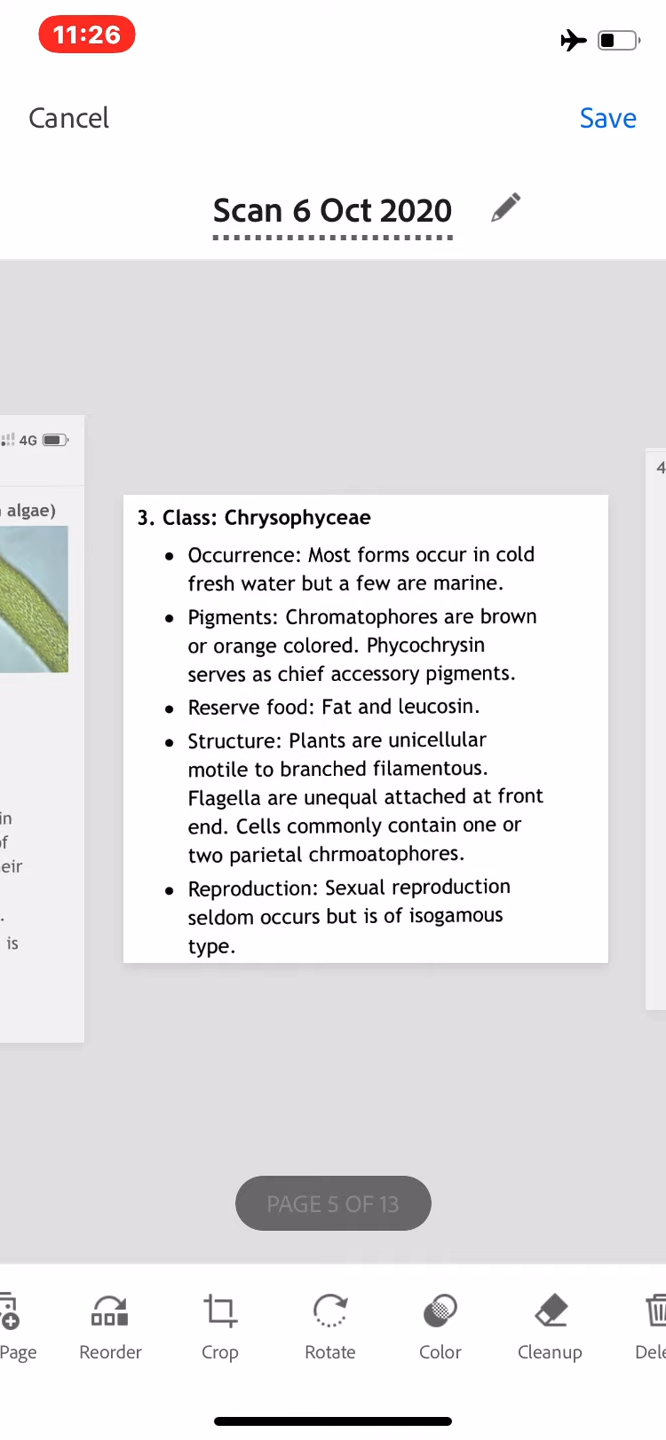 11:26
Cancel
Save
Scan 6 Oct 2020
4G
algae)
in
of
eir
.
is
3. Class: Chrysophyceae
• Occurrence: Most forms occur in cold
fresh water but a few are marine.
• Pigments: Chromatophores are brown
or orange colored. Phycochrysin
serves as chief accessory pigments.
• Reserve food: Fat and leucosin.
• Structure: Plants are unicellular
motile to branched filamentous.
Flagella are unequal attached at front
end. Cells commonly contain one or
two parietal chrmoatophores.
• Reproduction: Sexual reproduction
seldom occurs but is of isogamous
type.
4
PAGE 5 OF 13
Page
Reorder
Crop
Rotate
Color
Cleanup
Dele